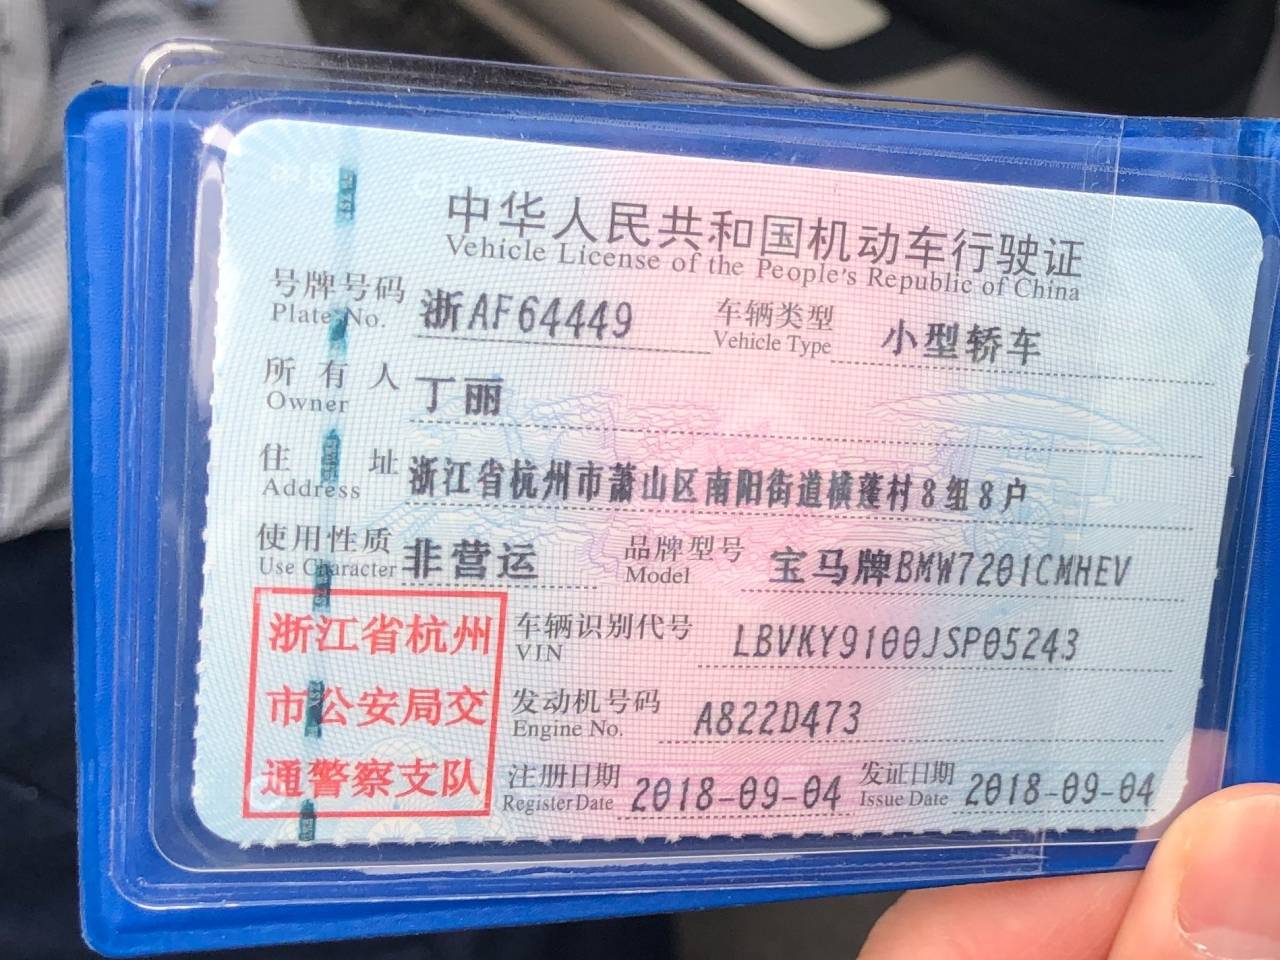 中华人民共和国机动车行驶证
Vehicle License of the People's Republic of China
号牌号码 浙AF64449 车辆类型 小型轿车
Plate No. Vehicle Type
所有人 丁丽
Owner
住址 浙江省杭州市萧山区南阳街道横蓬村8组8户
Address
使用性质 非营运 品牌型号 宝马牌BMW7201CMHEV
Use Character Model
浙江省杭州 车辆识别代号 LBVKY9100JSP05243
VIN
市公安局交 发动机号码 A822D473
Engine No.
通警察支队 注册日期 2018-09-04 发证日期 2018-09-04
Register Date Issue Date